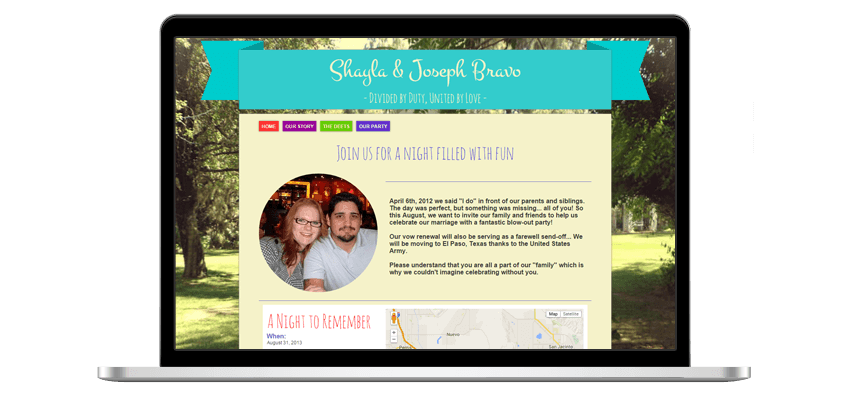 Shayla & Joseph Bravo
- Divided by Duty, United by Love -
HOME OUR STORY THE DEETS OUR PARTY
Join us for a night filled with fun
April 6th, 2012 we said "I do" in front of our parents and siblings.
The day was perfect, but something was missing... all of you! So
this August, we want to invite our family and friends to help us
celebrate our marriage with a fantastic blow-out party!
Our vow renewal will also be serving as a farewell send-off... We
will be moving to El Paso, Texas thanks to the United States
Army.
Please understand that you are all a part of our "family" which is
why we couldn't imagine celebrating without you.
A Night to Remember
When:
August 31, 2013
Map Satellite
Nuevo
Perris
San Jacinto